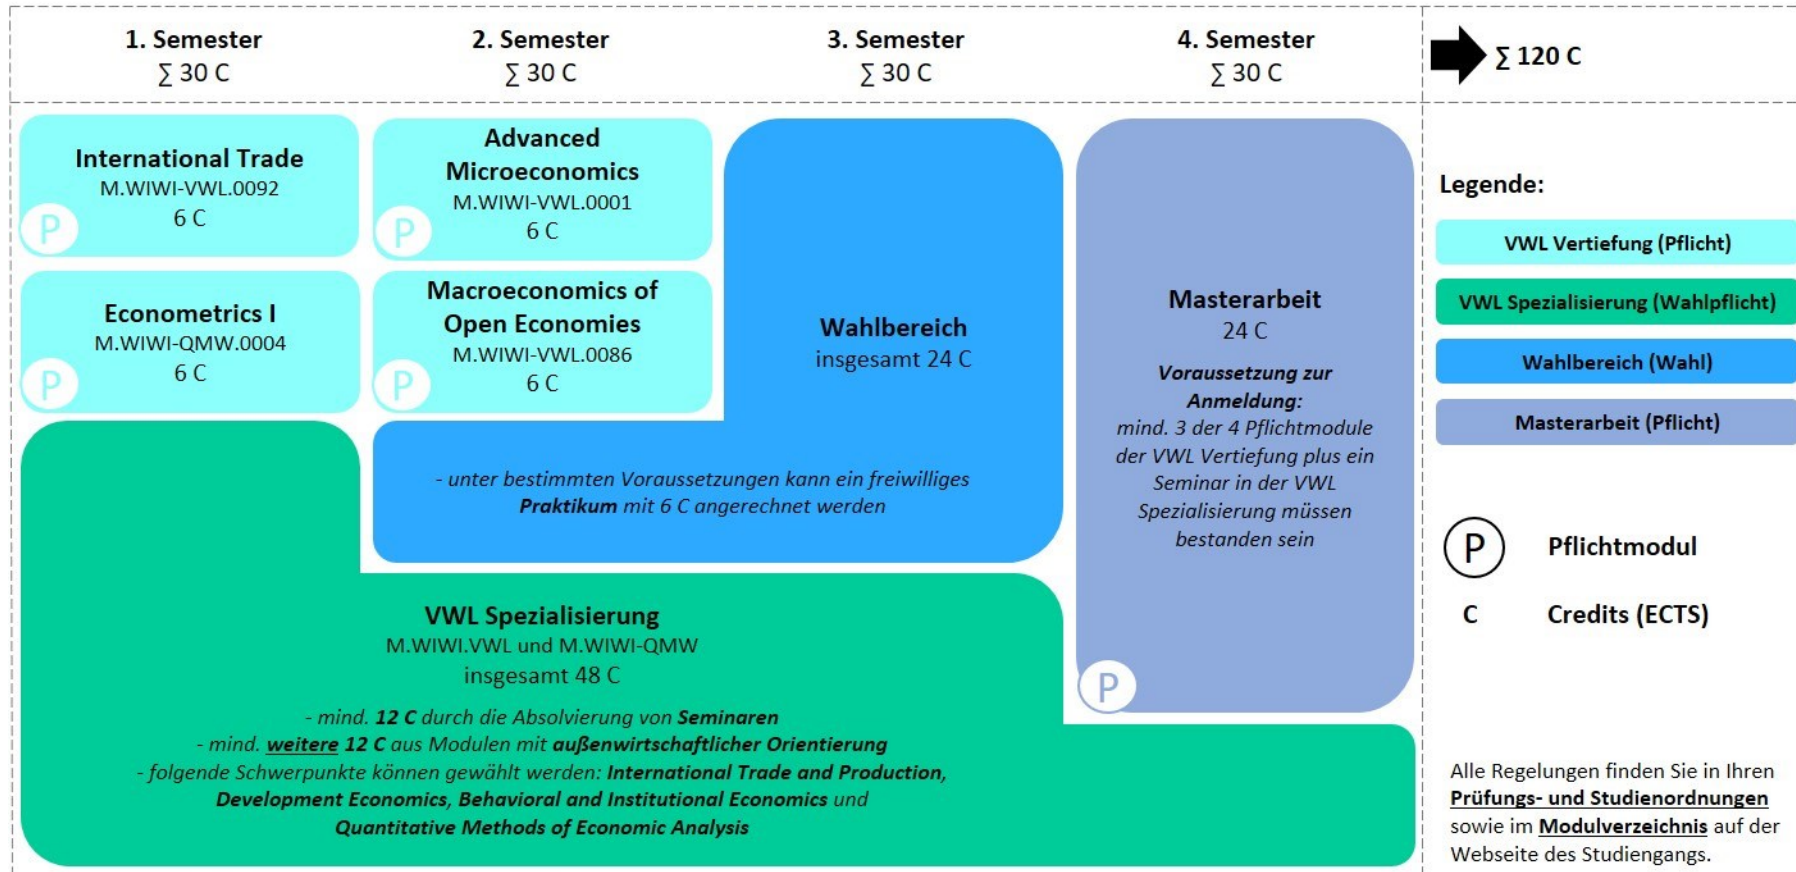 1. Semester
∑ 30 C
2. Semester
∑ 30 C
3. Semester
∑ 30 C
4. Semester
∑ 30 C
∑ 120 C
International Trade
M.WIWI-VWL.0092
6 C
P
Econometrics I
M.WIWI-QMW.0004
6 C
P
Advanced
Microeconomics
M.WIWI-VWL.0001
6 C
P
Macroeconomics of
Open Economies
M.WIWI-VWL.0086
6 C
P
Wahlbereich
insgesamt 24 C
- unter bestimmten Voraussetzungen kann ein freiwilliges
Praktikum mit 6 C angerechnet werden
Masterarbeit
24 C
Voraussetzung zur
Anmeldung:
mind. 3 der 4 Pflichtmodule
der VWL Vertiefung plus ein
Seminar in der VWL
Spezialisierung müssen
bestanden sein
P
VWL Spezialisierung
M.WIWI.VWL und M.WIWI-QMW
insgesamt 48 C
- mind. 12 C durch die Absolvierung von Seminaren
- mind. weitere 12 C aus Modulen mit außenwirtschaftlicher Orientierung
- folgende Schwerpunkte können gewählt werden: International Trade and Production,
Development Economics, Behavioral and Institutional Economics und
Quantitative Methods of Economic Analysis
Legende:
VWL Vertiefung (Pflicht)
VWL Spezialisierung (Wahlpflicht)
Wahlbereich (Wahl)
Masterarbeit (Pflicht)
P Pflichtmodul
C Credits (ECTS)
Alle Regelungen finden Sie in Ihren
Prüfungs- und Studienordnungen
sowie im Modulverzeichnis auf der
Webseite des Studiengangs.